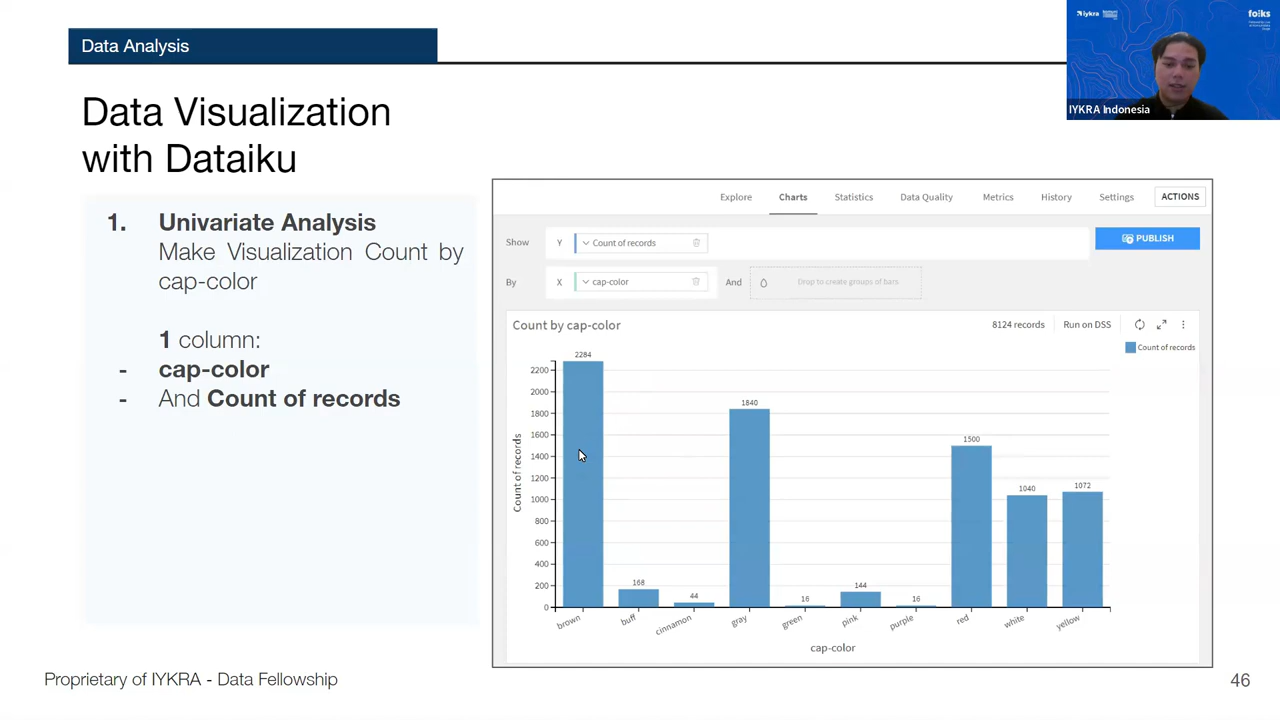 Data Analysis
Data Visualization
with Dataiku
1. Univariate Analysis
Make Visualization Count by
cap-color
1 column:
- cap-color
- And Count of records
Explore Charts Statistics Data Quality Metrics History Settings ACTIONS
Show Y Count of records PUBLISH
By X cap-color And Drop to create groups of bars
Count by cap-color 8124 records Run on DSS
Count of records
2284
1840
1500
1040
1072
168
44
16
144
16
2200
2000
1800
1600
1400
1200
1000
800
600
400
200
0
Count of records
brown buff cinnamon gray green pink purple red white yellow
cap-color
Proprietary of IYKRA - Data Fellowship
46
iykra
foiks
IYKRA Indonesia